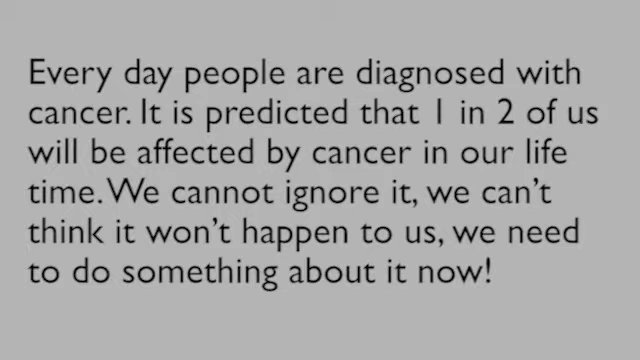 Every day people are diagnosed with
cancer. It is predicted that 1 in 2 of us
will be affected by cancer in our life
time. We cannot ignore it, we can't
think it won't happen to us, we need
to do something about it now!